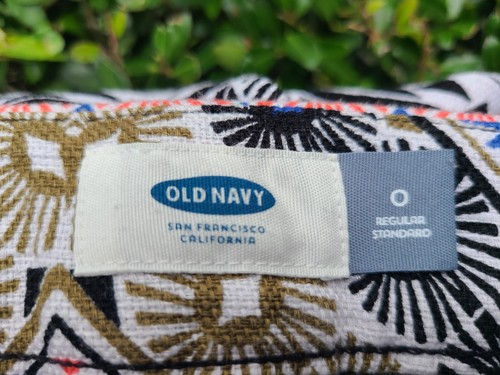 OLD NAVY
SAN FRANCISCO
CALIFORNIA
0
REGULAR
STANDARD